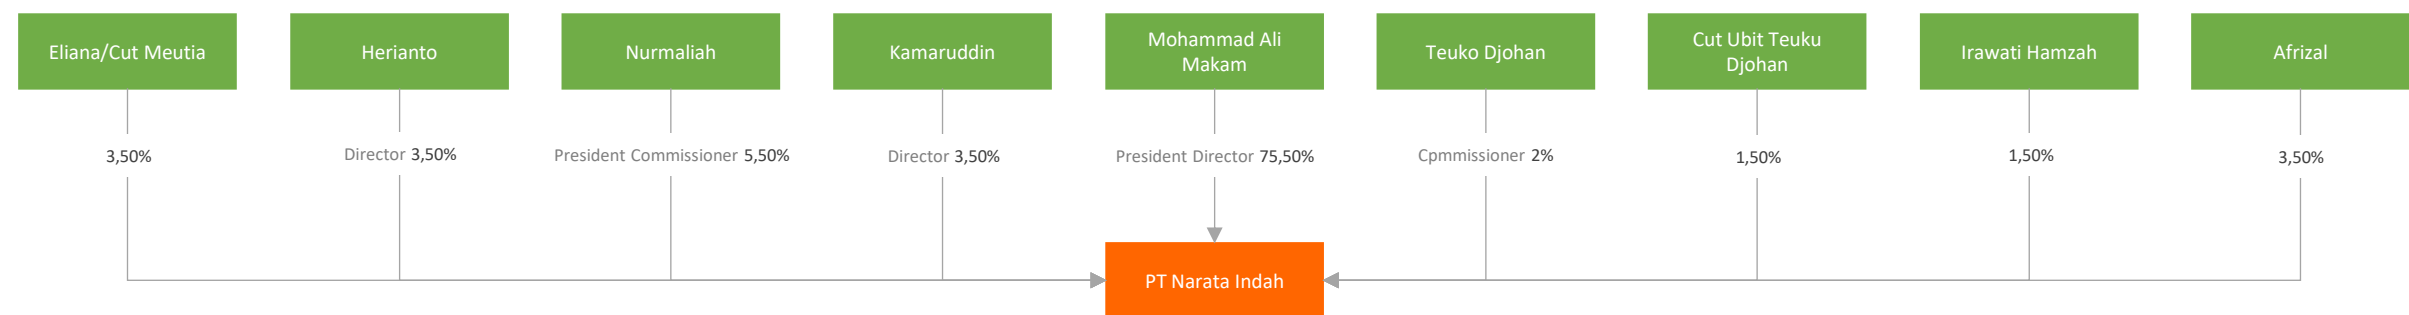 Eliana/Cut Meutia
Herianto
Nurmaliah
Kamaruddin
Mohammad Ali
Makam
Teuko Djohan
Cut Ubit Teuku
Djohan
Irawati Hamzah
Afrizal
3,50%
Director 3,50%
President Commissioner 5,50%
Director 3,50%
President Director 75,50%
Cpmmissioner 2%
1,50%
1,50%
3,50%
PT Narata Indah